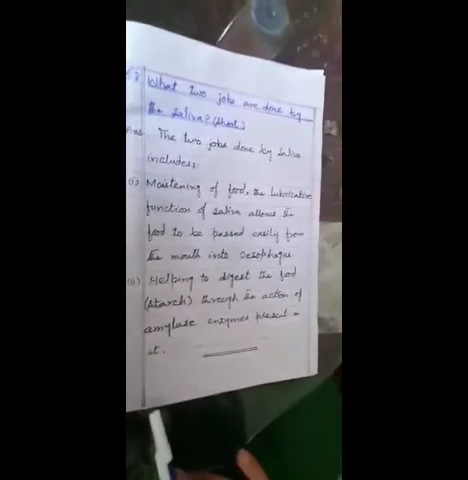 What two jobs are done by
the saliva? (Short)
Ans. The two jobs done by saliva
includes;
(i) Moistening of food, the lubricative
function of saliva allows the
food to be passed easily from
the mouth into oesophagus.
(ii) Helping to digest the food
(starch) through the action of
amylase enzymes present in
it.